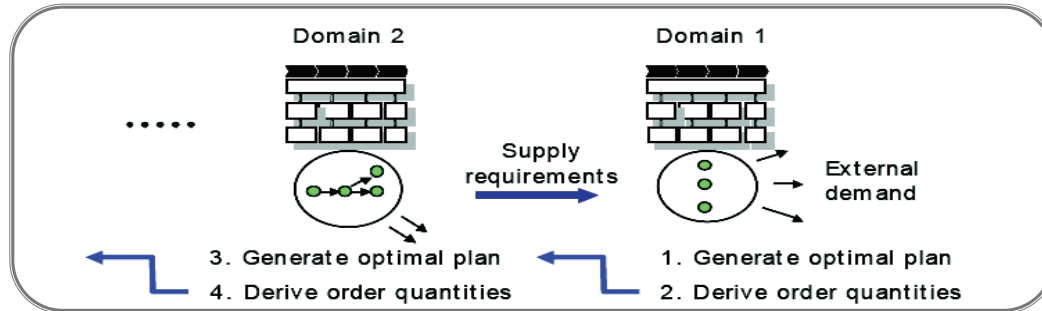 Domain 2
Domain 1
.....
Supply
requirements
External
demand
3. Generate optimal plan
4. Derive order quantities
1. Generate optimal plan
2. Derive order quantities